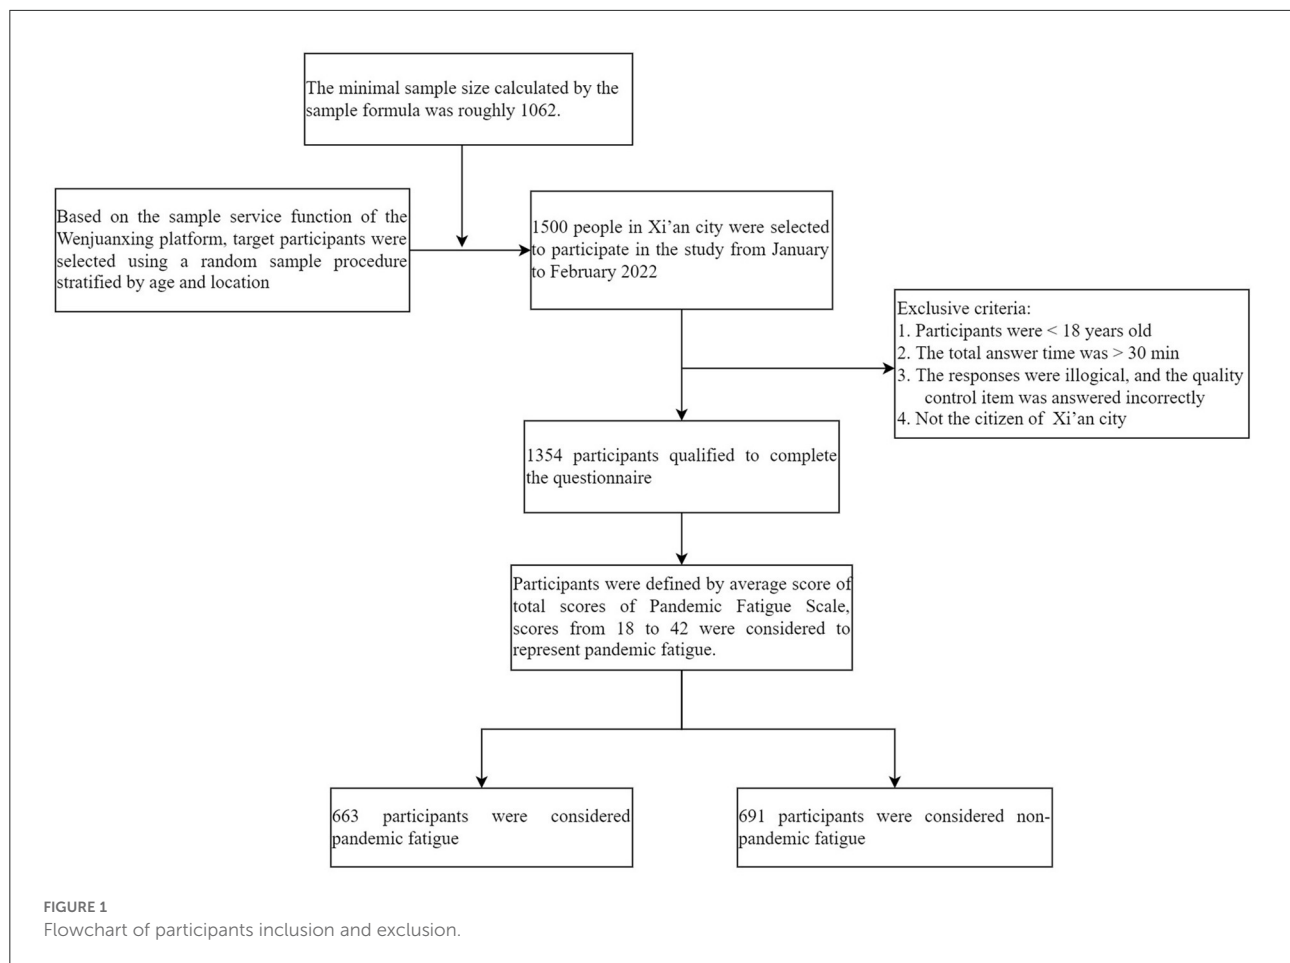 The minimal sample size calculated by the
sample formula was roughly 1062.
Based on the sample service function of the
Wenjuanxing platform, target participants were
selected using a random sample procedure
stratified by age and location
1500 people in Xi’an city were selected
to participate in the study from January
to February 2022
Exclusive criteria:
1. Participants were < 18 years old
2. The total answer time was > 30 min
3. The responses were illogical, and the quality
control item was answered incorrectly
4. Not the citizen of Xi’an city
1354 participants qualified to complete
the questionnaire
Participants were defined by average score of
total scores of Pandemic Fatigue Scale,
scores from 18 to 42 were considered to
represent pandemic fatigue.
663 participants were considered
pandemic fatigue
691 participants were considered non-
pandemic fatigue
FIGURE 1
Flowchart of participants inclusion and exclusion.